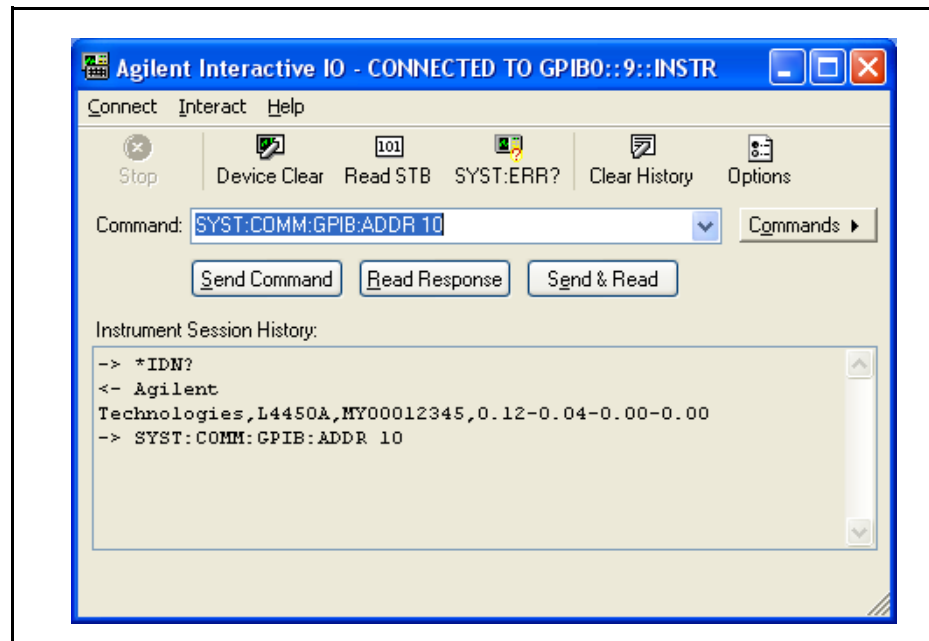 Agilent Interactive IO - CONNECTED TO GPIB0::9::INSTR
Connect Interact Help
101
Stop Device Clear Read STB SYST:ERR? Clear History Options
Command: SYST:COMM:GPIB:ADDR 10 Commands
Send Command Read Response Send & Read
Instrument Session History:
-> *IDN?
<- Agilent
Technologies,L4450A,MY00012345,0.12-0.04-0.00-0.00
-> SYST:COMM:GPIB:ADDR 10